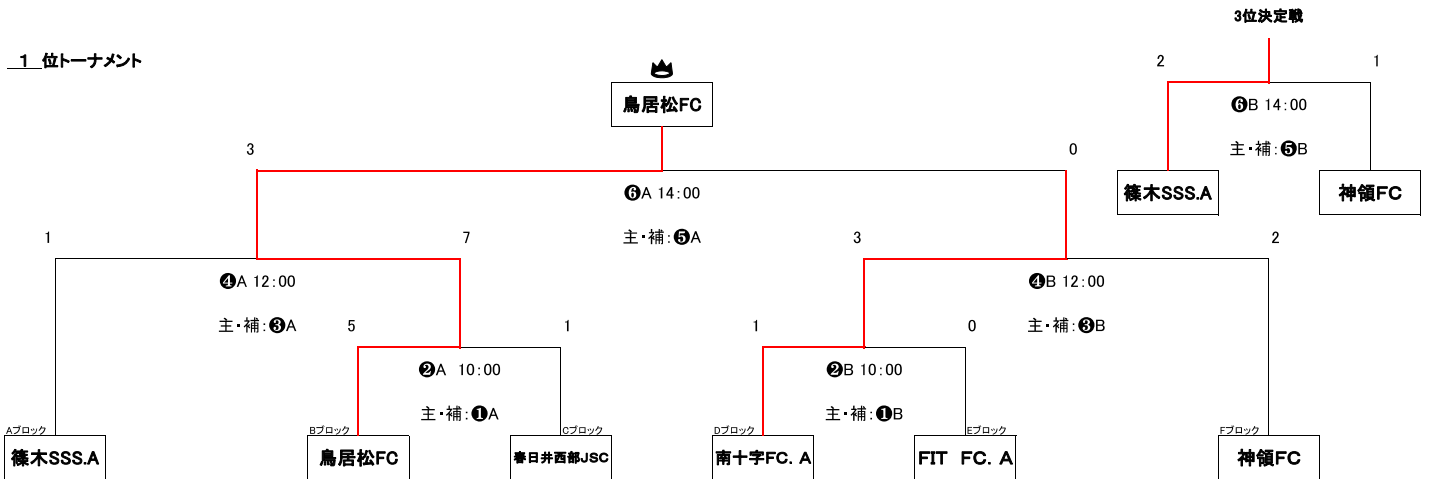 3位決定戦
1 位トーナメント
2
1
鳥居松FC
❻B 14:00
主・補:❺B
3
0
篠木SSS.A
神領FC
❻A 14:00
主・補:❺A
1
7
3
2
❹A 12:00
❹B 12:00
主・補:❸A
5
1
1
0
主・補:❸B
❷A 10:00
❷B 10:00
主・補:❶A
主・補:❶B
Aブロック
Bブロック
Cブロック
Dブロック
Eブロック
Fブロック
篠木SSS.A
鳥居松FC
春日井西部JSC
南十字FC. A
FIT FC. A
神領FC